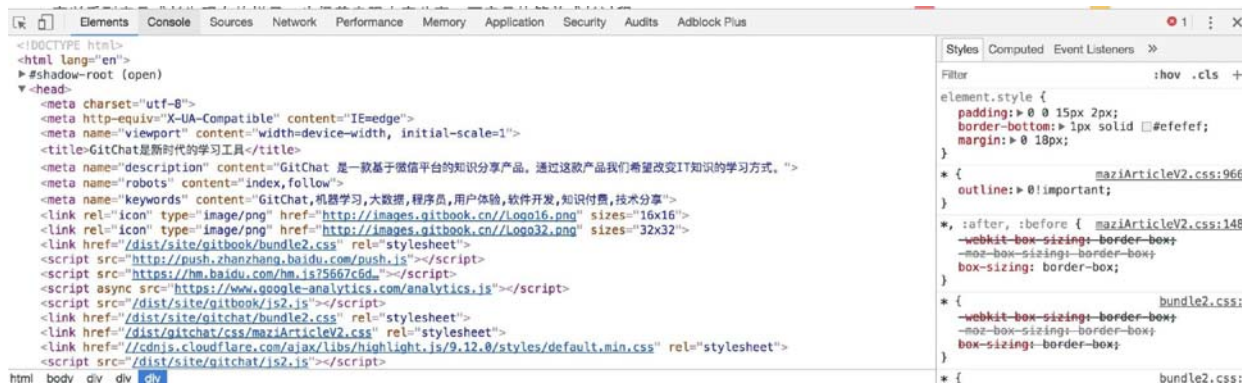 Elements Console Sources Network Performance Memory Application Security Audits Adblock Plus
1
<!DOCTYPE html>
<html lang="en">
▶#shadow-root (open)
▼<head>
<meta charset="utf-8">
<meta http-equiv="X-UA-Compatible" content="IE=edge">
<meta name="viewport" content="width=device-width, initial-scale=1">
<title>GitChat是新时代的学习工具</title>
<meta name="description" content="GitChat 是一款基于微信平台的知识分享产品。通过这款产品我们希望改变IT知识的学习方式。">
<meta name="robots" content="index,follow">
<meta name="keywords" content="GitChat,机器学习,大数据,程序员,用户体验,软件开发,知识付费,技术分享">
<link rel="icon" type="image/png" href="http://images.gitbook.cn//Logo16.png" sizes="16x16">
<link rel="icon" type="image/png" href="http://images.gitbook.cn//Logo32.png" sizes="32x32">
<link href="/dist/site/gitbook/bundle2.css" rel="stylesheet">
<script src="http://push.zhanzhang.baidu.com/push.js"></script>
<script src="https://hm.baidu.com/hm.js?5667c6d…"></script>
<script async src="https://www.google-analytics.com/analytics.js"></script>
<script src="/dist/site/gitbook/js2.js"></script>
<link href="/dist/site/gitchat/bundle2.css" rel="stylesheet">
<link href="/dist/gitchat/css/maziArticleV2.css" rel="stylesheet">
<link href="//cdnjs.cloudflare.com/ajax/libs/highlight.js/9.12.0/styles/default.min.css" rel="stylesheet">
<script src="/dist/site/gitchat/js2.js"></script>
html body div div div
Styles Computed Event Listeners »
Filter :hov .cls +
element.style {
padding:▶0 0 15px 2px;
border-bottom:▶1px solid #efefef;
margin:▶0 18px;
}
* { maziArticleV2.css:966
outline:▶0!important;
}
*, :after, :before { maziArticleV2.css:148
-webkit-box-sizing: border-box;
-moz-box-sizing: border-box;
box-sizing: border-box;
}
* { bundle2.css:
-webkit-box-sizing: border-box;
-moz-box-sizing: border-box;
box-sizing: border-box;
}
* { bundle2.css: